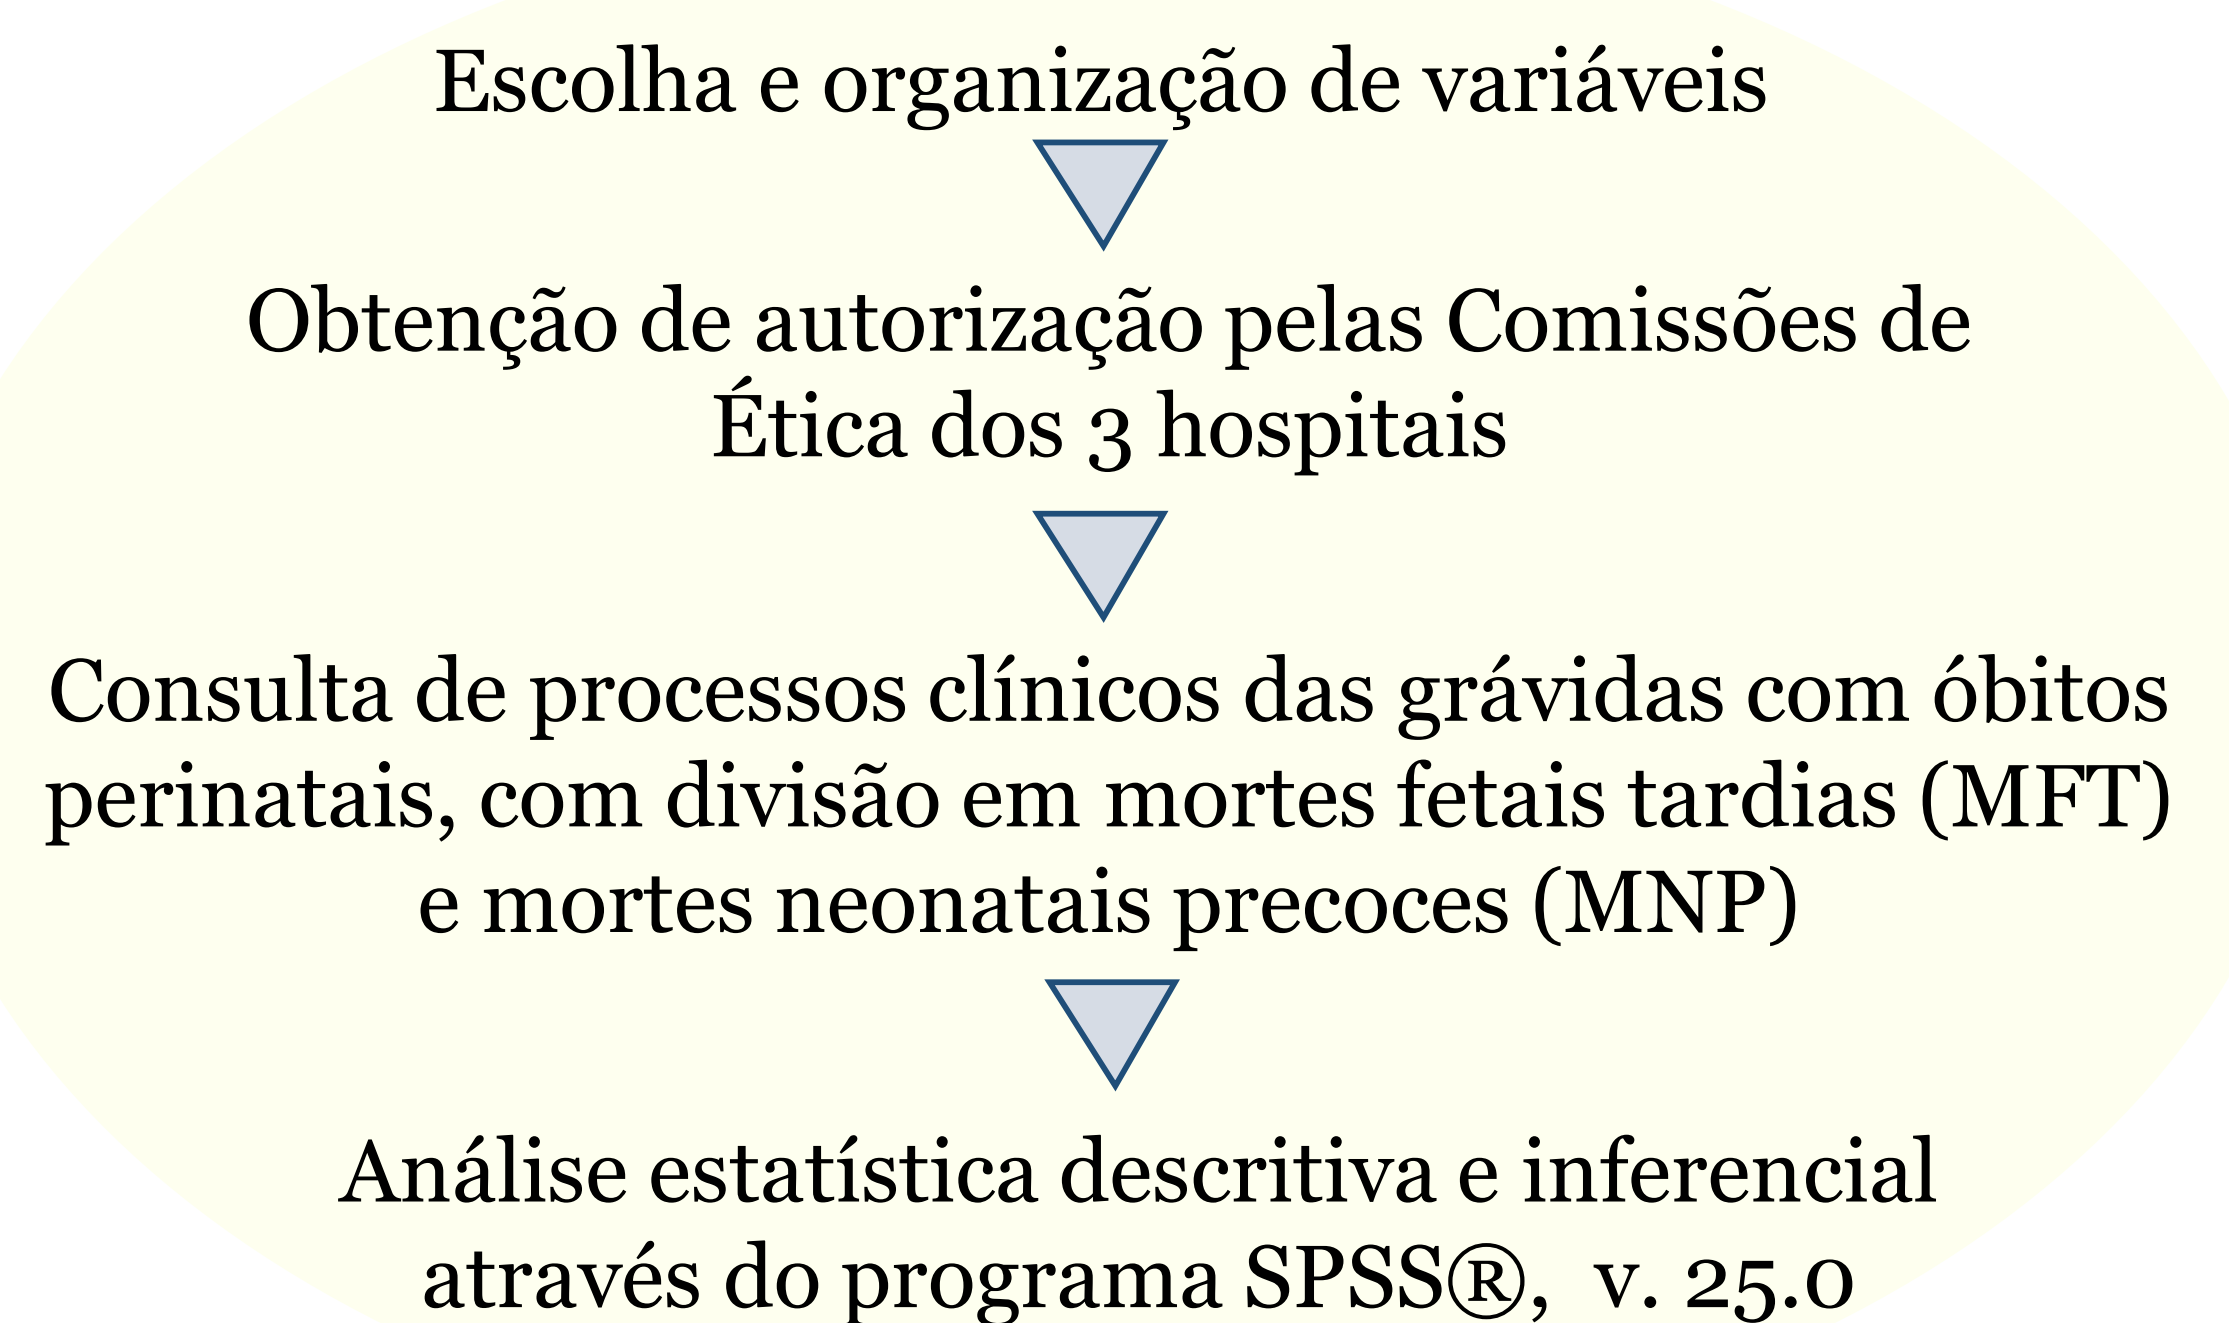 Escolha e organização de variáveis
Obtenção de autorização pelas Comissões de
Ética dos 3 hospitais
Consulta de processos clínicos das grávidas com óbitos
perinatais, com divisão em mortes fetais tardias (MFT)
e mortes neonatais precoces (MNP)
Análise estatística descritiva e inferencial
através do programa SPSS®, v. 25.0